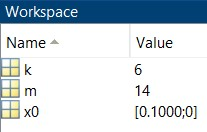 Workspace
Name Value
k 6
m 14
x0 [0.1000;0]